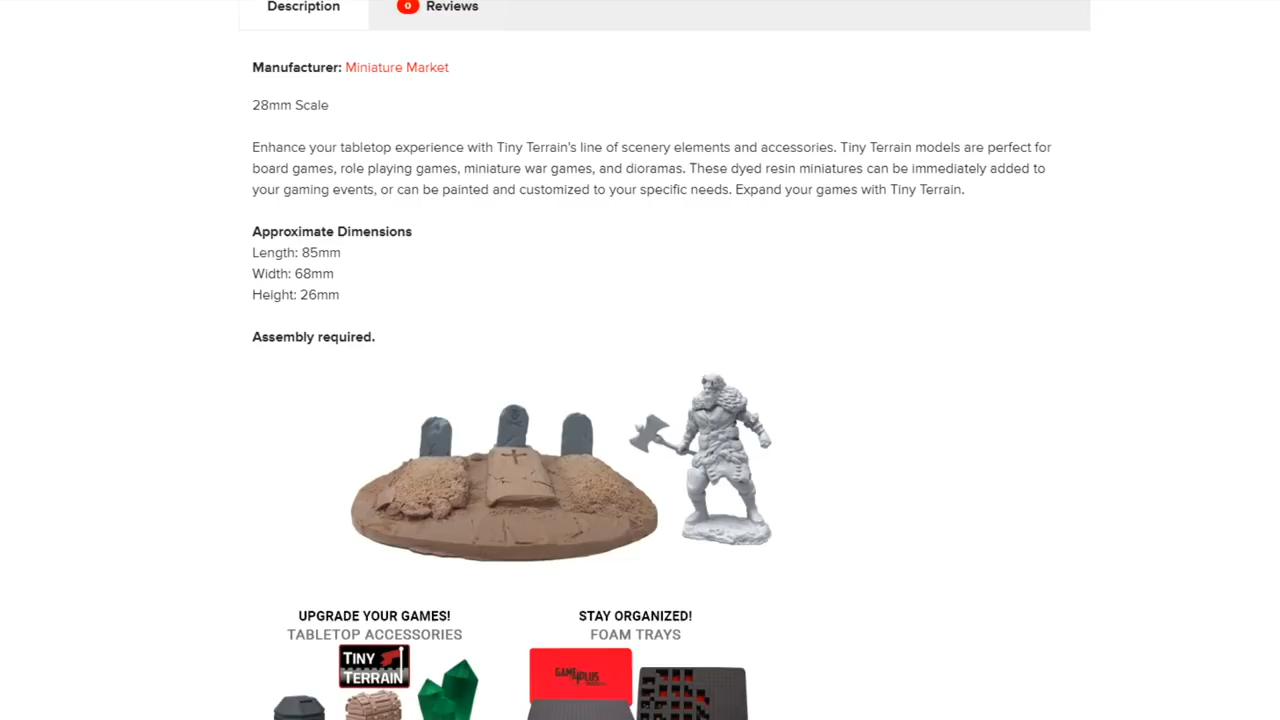 Description
0 Reviews
Manufacturer: Miniature Market
28mm Scale
Enhance your tabletop experience with Tiny Terrain's line of scenery elements and accessories. Tiny Terrain models are perfect for
board games, role playing games, miniature war games, and dioramas. These dyed resin miniatures can be immediately added to
your gaming events, or can be painted and customized to your specific needs. Expand your games with Tiny Terrain.
Approximate Dimensions
Length: 85mm
Width: 68mm
Height: 26mm
Assembly required.
UPGRADE YOUR GAMES!
TABLETOP ACCESSORIES
TINY
TERRAIN
STAY ORGANIZED!
FOAM TRAYS
GAME PLUS